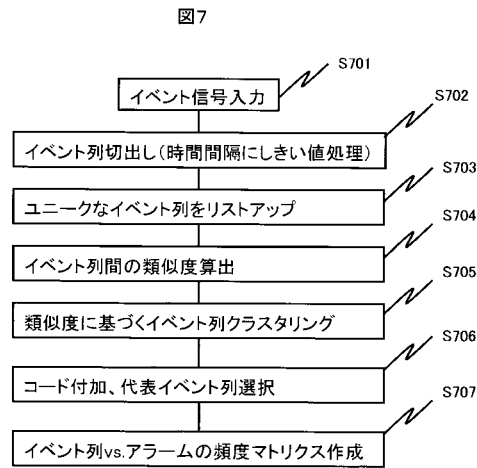 図7
S701
イベント信号入力
S702
イベント列切出し(時間間隔にしきい値処理)
S703
ユニークなイベント列をリストアップ
S704
イベント列間の類似度算出
S705
類似度に基づくイベント列クラスタリング
S706
コード付加、代表イベント列選択
S707
イベント列vs.アラームの頻度マトリクス作成